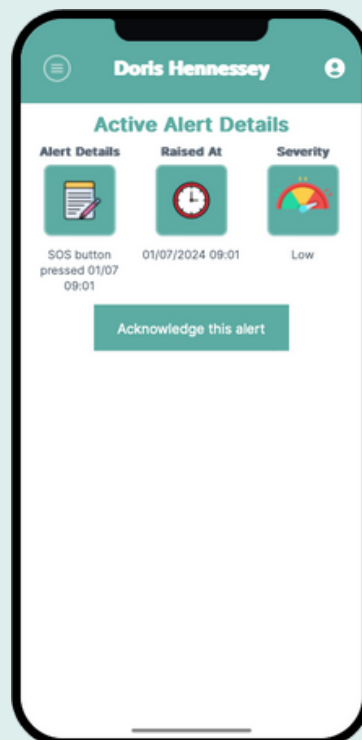 Doris Hennessey
Active Alert Details
Alert Details Raised At Severity
SOS button
pressed 01/07
09:01
01/07/2024 09:01
Low
Acknowledge this alert